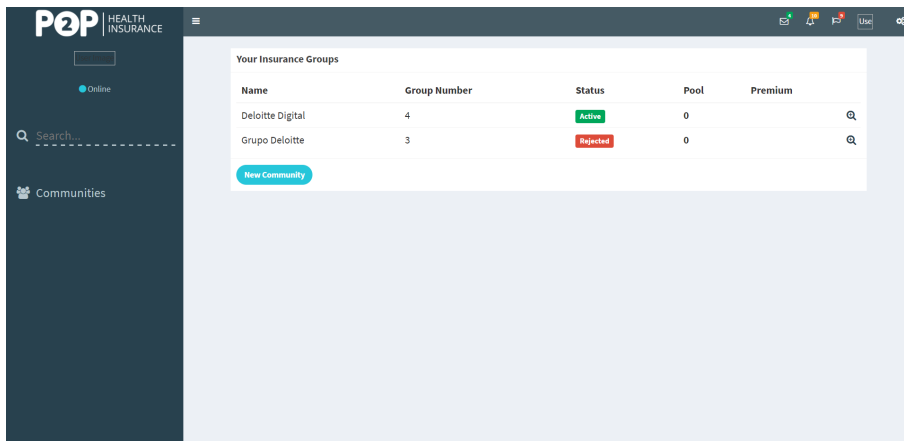 P2P HEALTH
INSURANCE
Use
Online
Search...
Communities
Your Insurance Groups
Name Group Number Status Pool Premium
Deloitte Digital 4 Active 0
Grupo Deloitte 3 Rejected 0
New Community